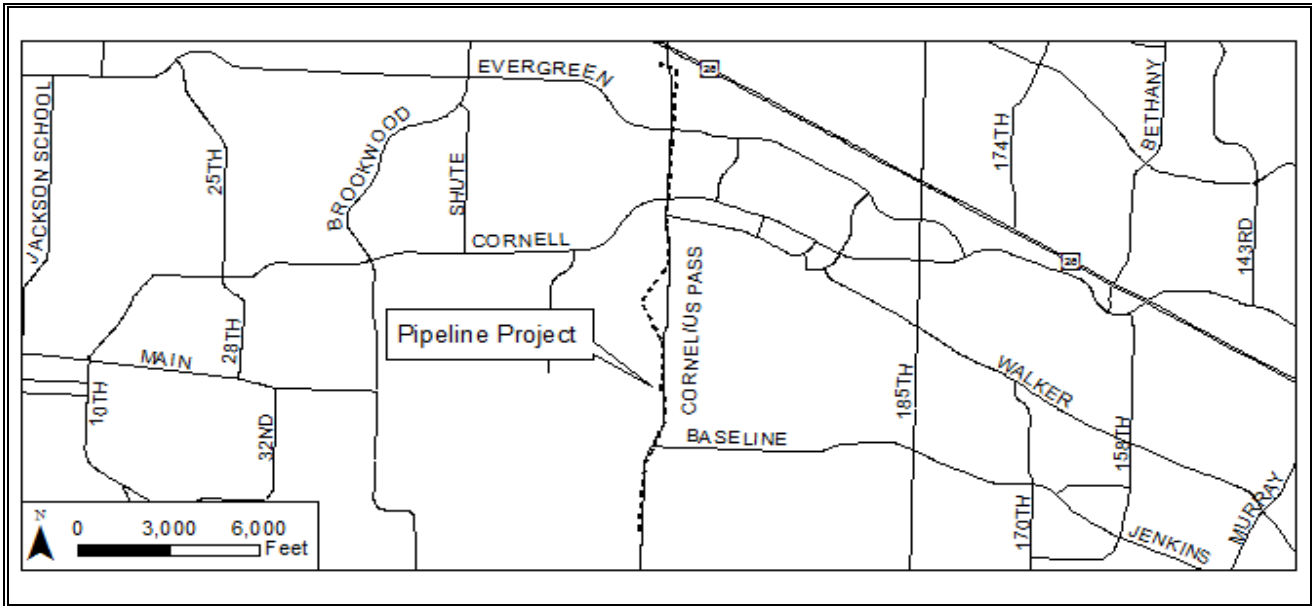 EVERGREEN
26
JACKSON SCHOOL
25TH
BROOKWOOD
SHUTE
174TH
BETHANY
CORNELL
143RD
26
CORNELIUS PASS
Pipeline Project
28TH
MAIN
WALKER
10TH
185TH
32ND
BASELINE
158TH
170TH
MURRAY
JENKINS
N
0 3,000 6,000
Feet